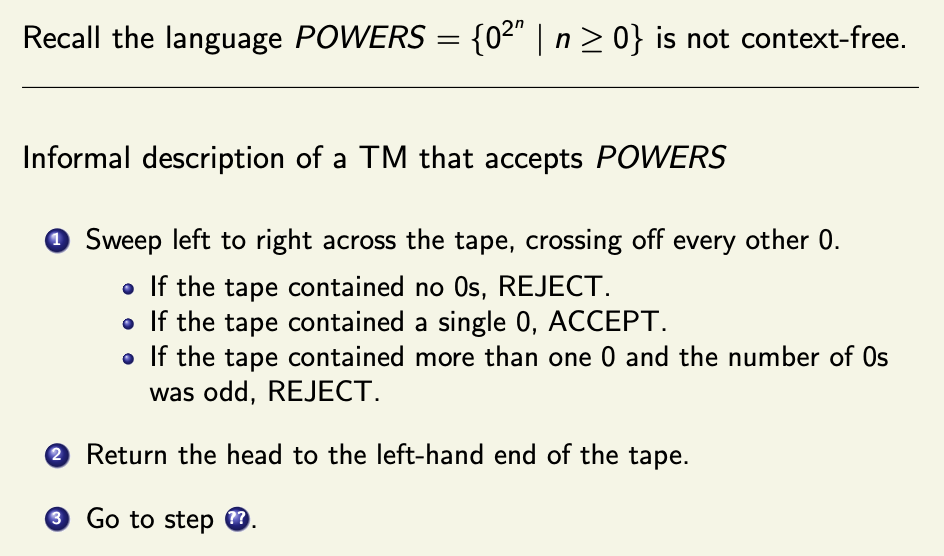 Recall the language POWERS = {0^{2^n} | n ≥ 0} is not context-free.
Informal description of a TM that accepts POWERS
1 Sweep left to right across the tape, crossing off every other 0.
• If the tape contained no 0s, REJECT.
• If the tape contained a single 0, ACCEPT.
• If the tape contained more than one 0 and the number of 0s
was odd, REJECT.
2 Return the head to the left-hand end of the tape.
3 Go to step ??.